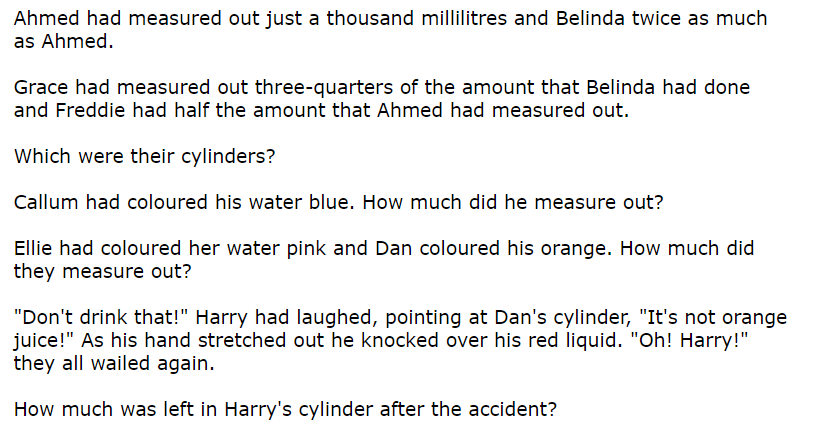 Ahmed had measured out just a thousand millilitres and Belinda twice as much
as Ahmed.
Grace had measured out three-quarters of the amount that Belinda had done
and Freddie had half the amount that Ahmed had measured out.
Which were their cylinders?
Callum had coloured his water blue. How much did he measure out?
Ellie had coloured her water pink and Dan coloured his orange. How much did
they measure out?
"Don't drink that!" Harry had laughed, pointing at Dan's cylinder, "It's not orange
juice!" As his hand stretched out he knocked over his red liquid. "Oh! Harry!"
they all wailed again.
How much was left in Harry's cylinder after the accident?